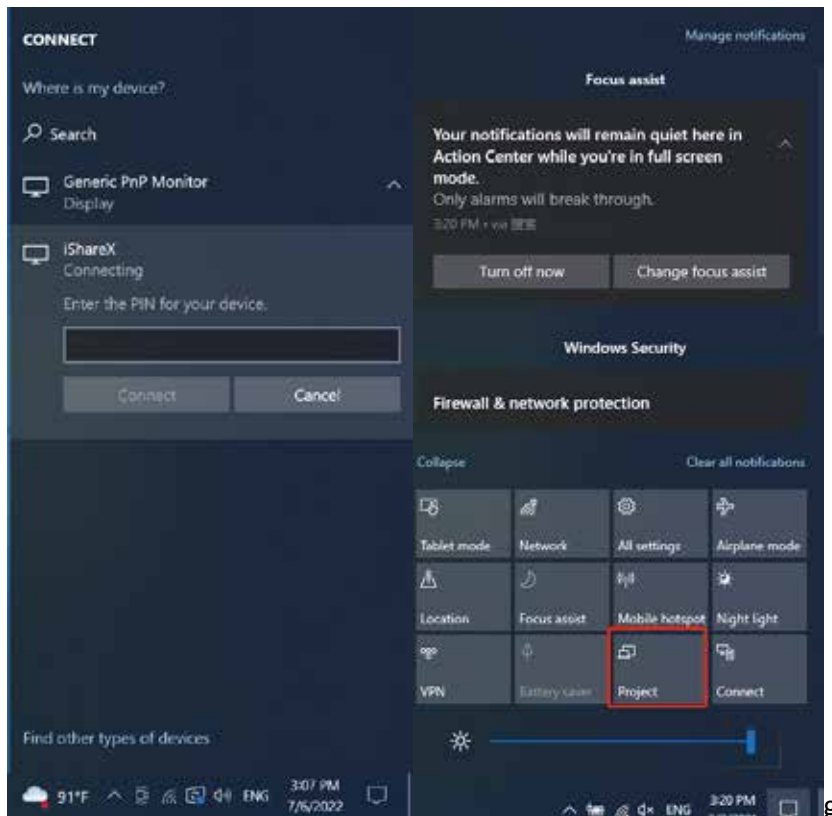 CONNECT
Where is my device?
Search
Generic PnP Monitor
Display
iShareX
Connecting
Enter the PIN for your device.
Connect
Cancel
Find other types of devices
91°F
ENG
3:07 PM
7/6/2022
Manage notifications
Focus assist
Your notifications will remain quiet here in
Action Center while you're in full screen
mode.
Only alarms will break through.
3:20 PM • via
Turn off now
Change focus assist
Windows Security
Firewall & network protection
Collapse
Clear all notifications
Tablet mode
Network
All settings
Airplane mode
Location
Focus assist
Mobile hotspot
Night light
VPN
Battery saver
Project
Connect
ENG
3:20 PM